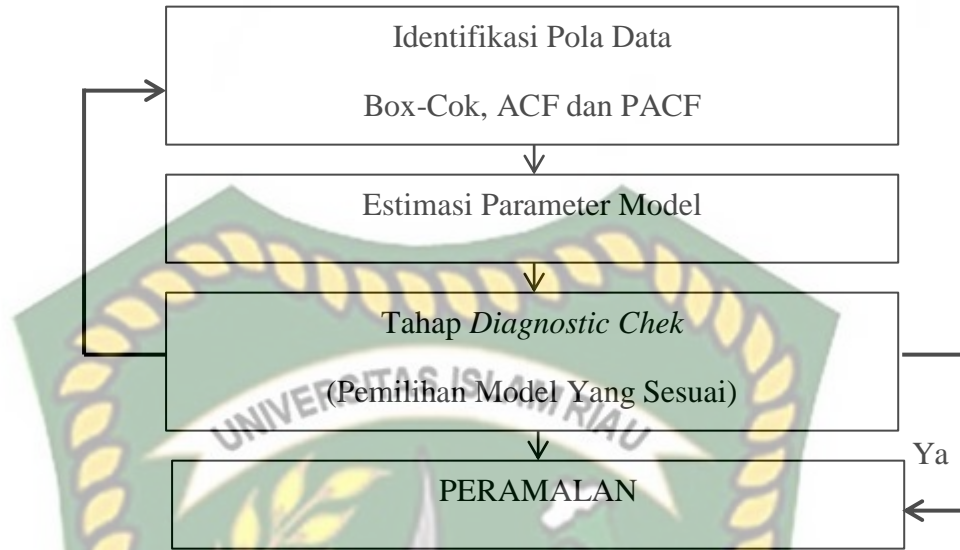 Identifikasi Pola Data
Box-Cok, ACF dan PACF
Estimasi Parameter Model
Tahap Diagnostic Chek
(Pemilihan Model Yang Sesuai)
UNIVERSITAS ISLAM RIAU
Ya
PERAMALAN